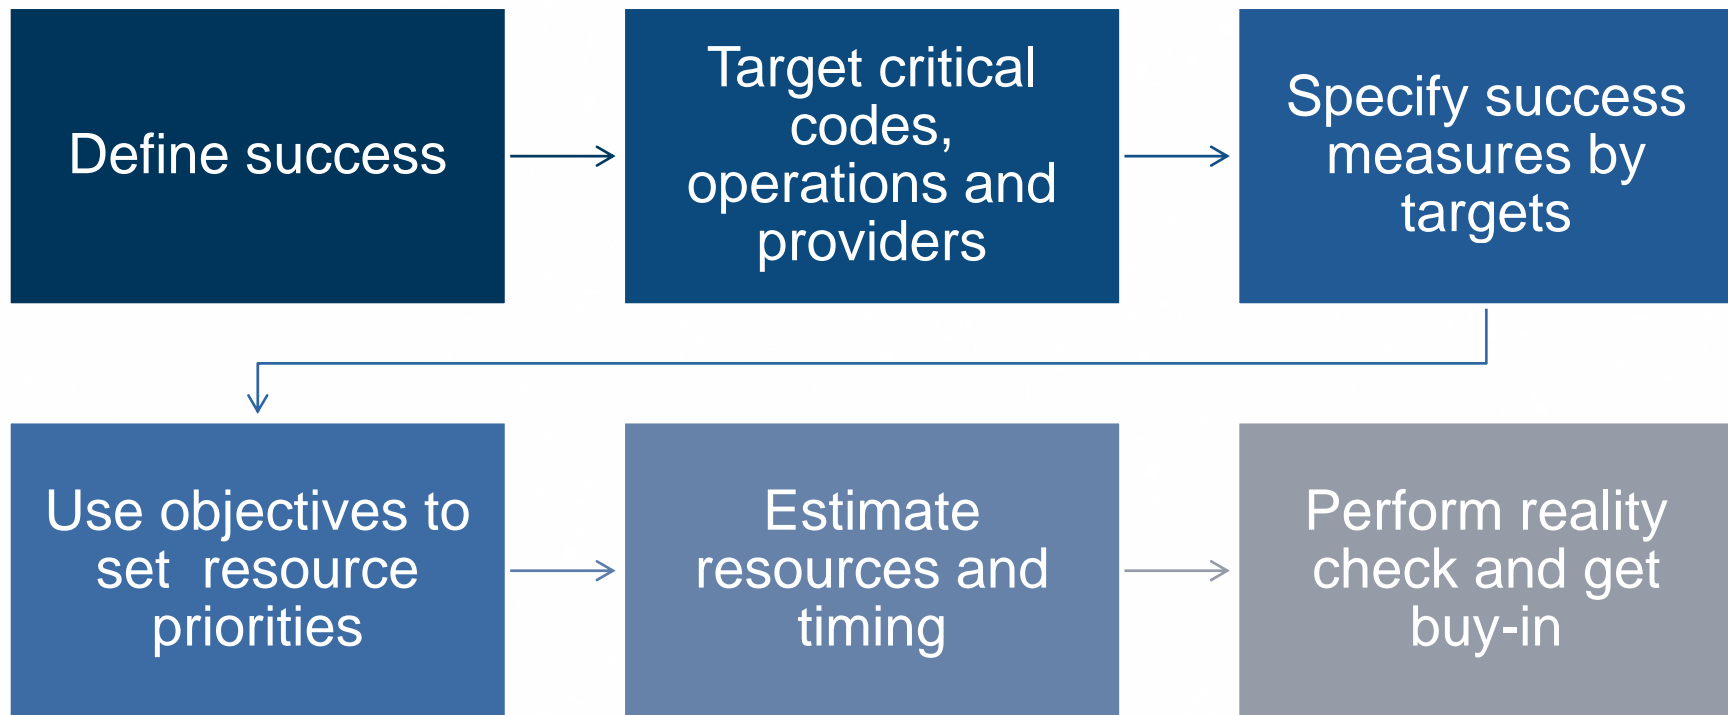 Define success
Target critical
codes,
operations and
providers
Specify success
measures by
targets
Use objectives to
set  resource
priorities
Estimate
resources and
timing
Perform reality
check and get
buy-in